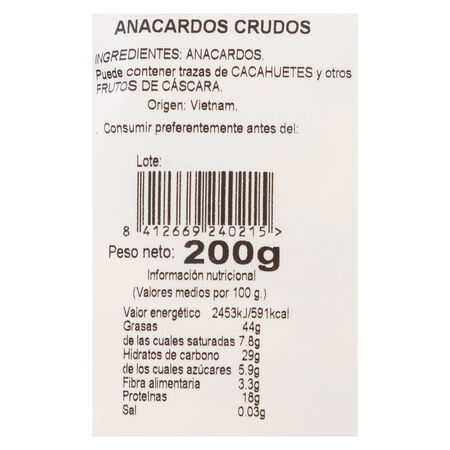 ANACARDOS CRUDOS
INGREDIENTES: ANACARDOS.
Puede contener trazas de CACAHUETES y otros
FRUTOS DE CÁSCARA.
Origen: Vietnam.
. Consumir preferentemente antes del:
Lote:
8 412669 240215 >
Peso neto: 200g
Información nutricional
(Valores medios por 100 g.)
Valor energético 2453kJ/591kcal
Grasas 44g
de las cuales saturadas 7.8g
Hidratos de carbono 29g
de los cuales azúcares 5.9g
Fibra alimentaria 3.3g
Proteínas 18g
Sal 0.03g